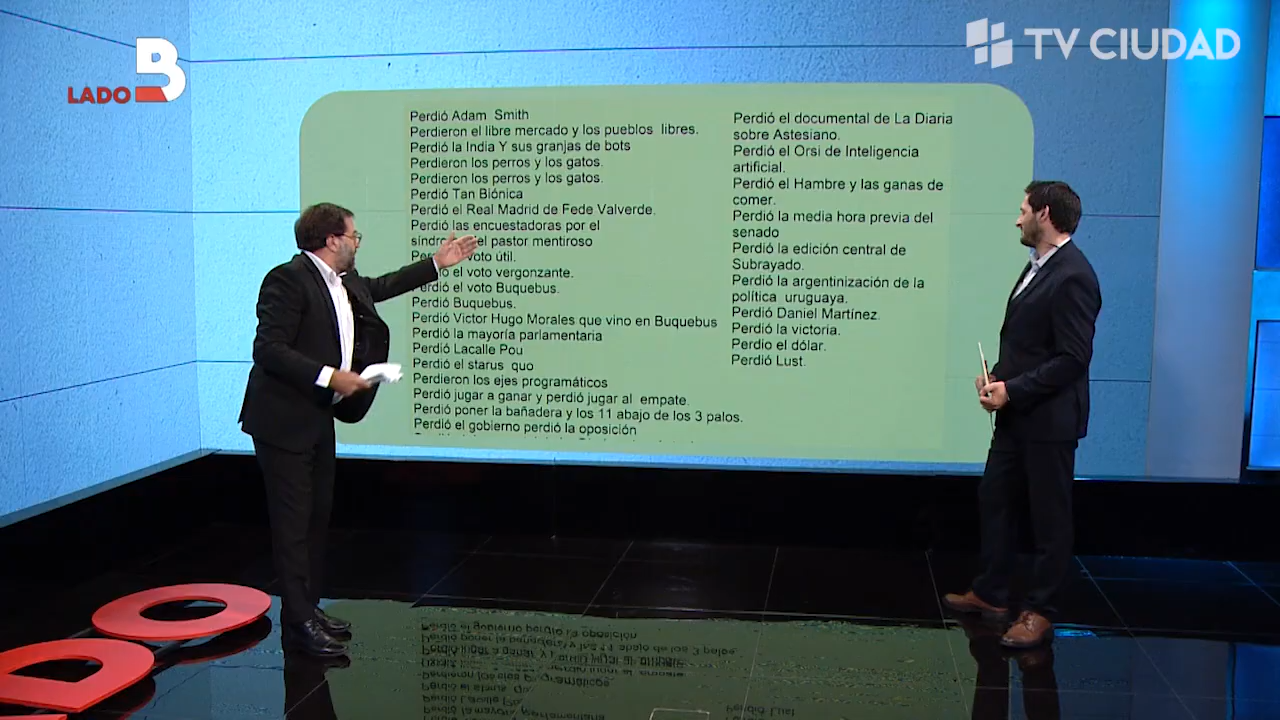 LADO B
TV CIUDAD
Perdió Adam Smith
Perdieron el libre mercado y los pueblos libres.
Perdió la India Y sus granjas de bots
Perdieron los perros y los gatos.
Perdieron los perros y los gatos.
Perdió Tan Biónica
Perdió el Real Madrid de Fede Valverde.
Perdió las encuestadoras por el
pastor mentiroso
voto útil.
el voto vergonzante.
Perdió el voto Buquebus.
Perdió Buquebus.
Perdió Victor Hugo Morales que vino en Buquebus
Perdió la mayoría parlamentaria
Perdió Lacalle Pou
Perdió el starus quo
Perdieron los ejes programáticos
Perdió jugar a ganar y perdió jugar al empate.
Perdió poner la bañadera y los 11 abajo de los 3 palos.
Perdió el gobierno perdió la oposición
Perdió el documental de La Diaria
sobre Astesiano.
Perdió el Orsi de Inteligencia
artificial.
Perdió el Hambre y las ganas de
comer.
Perdió la media hora previa del
senado
Perdió la edición central de
Subrayado.
Perdió la argentinización de la
política uruguaya.
Perdió Daniel Martínez.
Perdió la victoria.
Perdio el dólar.
Perdió Lust.
DO